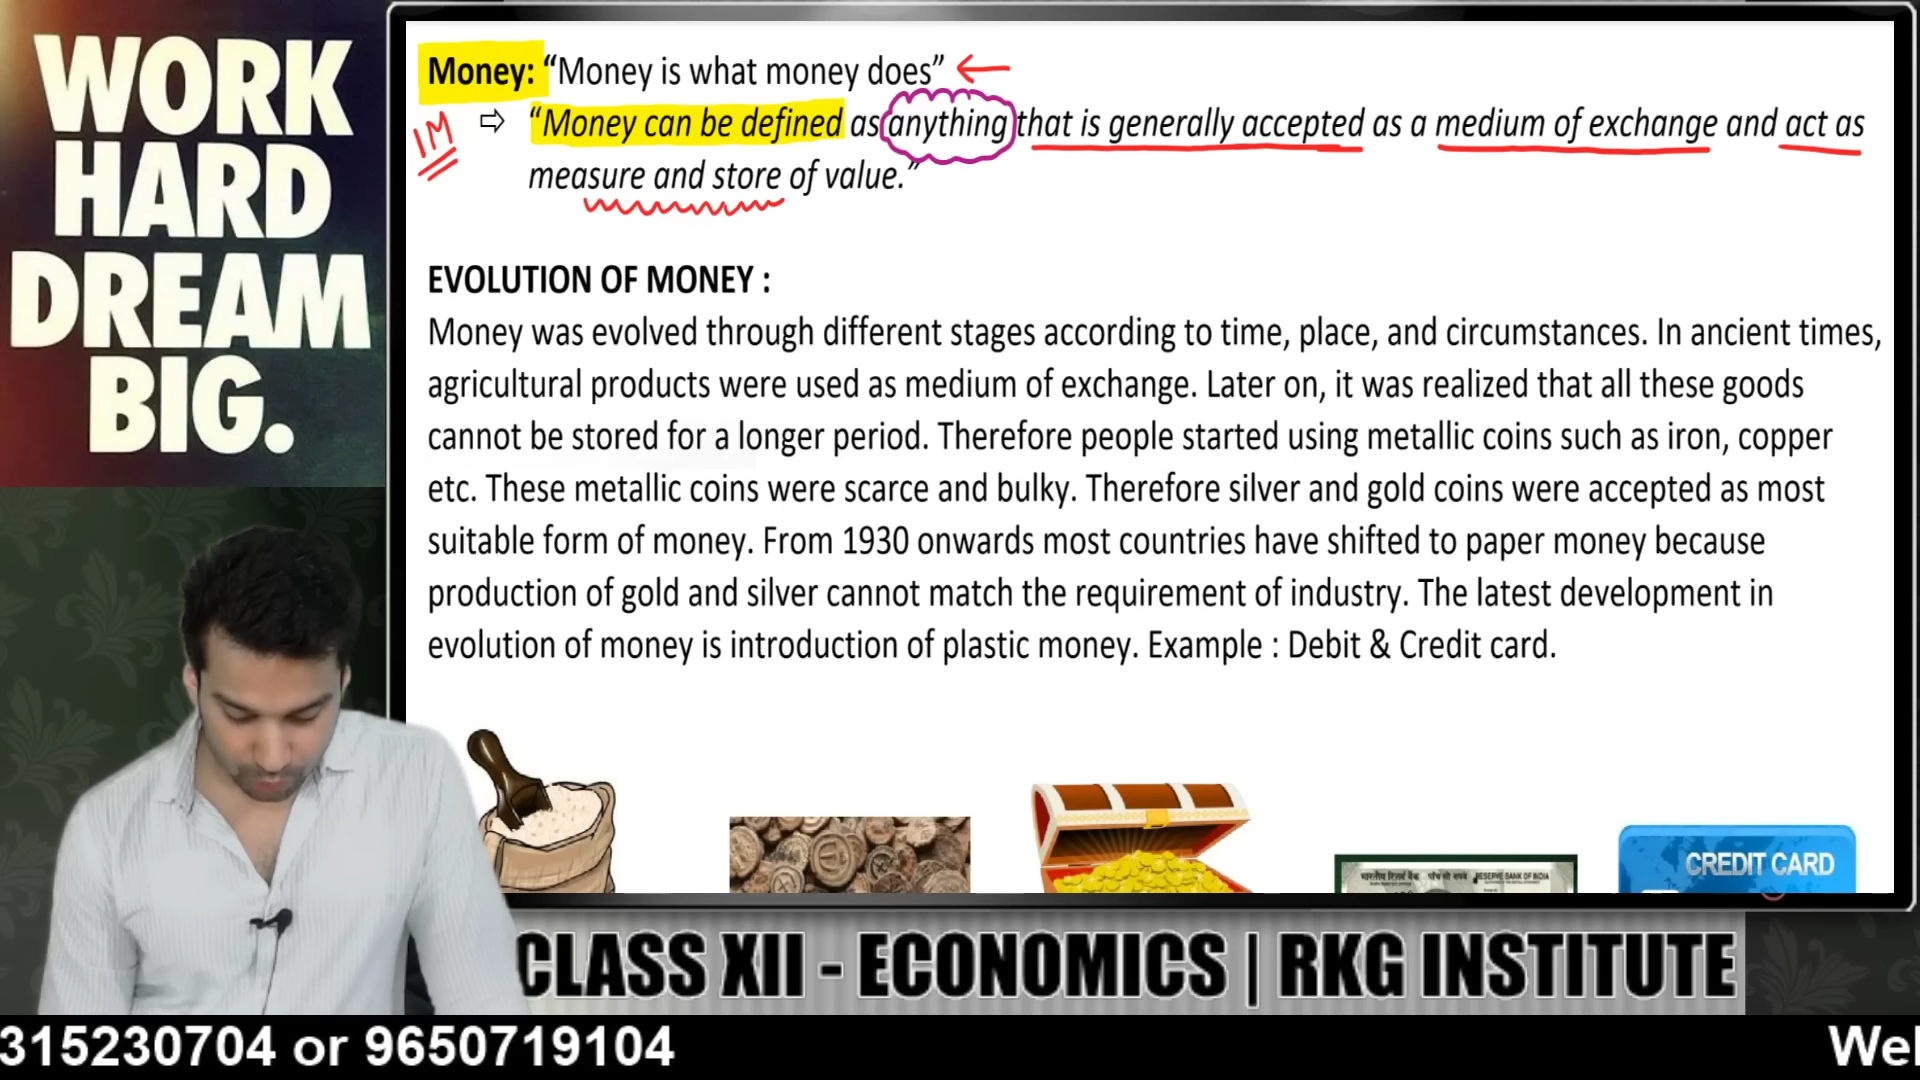 WORK
HARD
DREAM
BIG.
Money: “Money is what money does”
1M
⇨ “Money can be defined as anything that is generally accepted as a medium of exchange and act as
measure and store of value.”
EVOLUTION OF MONEY :
Money was evolved through different stages according to time, place, and circumstances. In ancient times,
agricultural products were used as medium of exchange. Later on, it was realized that all these goods
cannot be stored for a longer period. Therefore people started using metallic coins such as iron, copper
etc. These metallic coins were scarce and bulky. Therefore silver and gold coins were accepted as most
suitable form of money. From 1930 onwards most countries have shifted to paper money because
production of gold and silver cannot match the requirement of industry. The latest development in
evolution of money is introduction of plastic money. Example : Debit & Credit card.
भारतीय रिज़र्व बैंक पाँच सौ रुपये RESERVE BANK OF INDIA
CREDIT CARD
CLASS XII - ECONOMICS | RKG INSTITUTE
315230704 or 9650719104
Wel